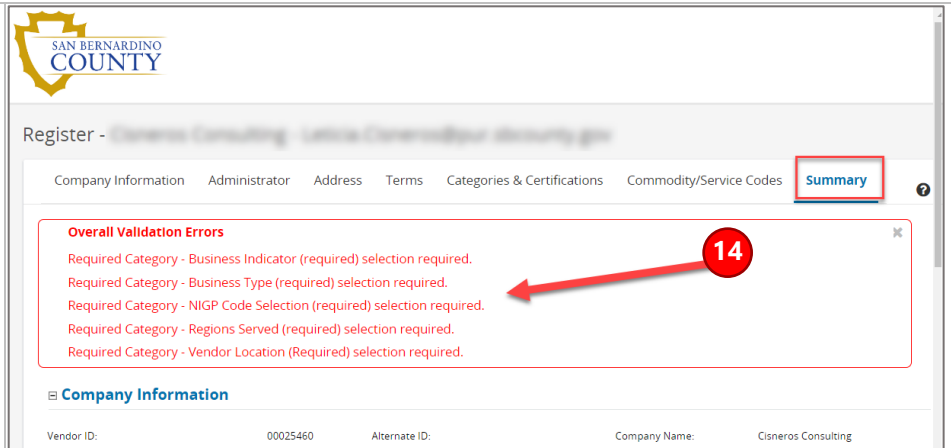 SAN BERNARDINO
COUNTY
Register -
Company Information Administrator Address Terms Categories & Certifications Commodity/Service Codes Summary
Overall Validation Errors
14
Required Category - Business Indicator (required) selection required.
Required Category - Business Type (required) selection required.
Required Category - NIGP Code Selection (required) selection required.
Required Category - Regions Served (required) selection required.
Required Category - Vendor Location (Required) selection required.
Company Information
Vendor ID: 00025460 Alternate ID: Company Name: Cisneros Consulting